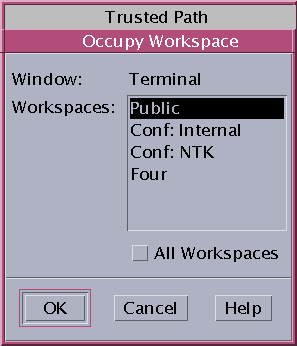 Trusted Path
Occupy Workspace
Window: Terminal
Workspaces: Public
Conf: Internal
Conf: NTK
Four
All Workspaces
OK Cancel Help